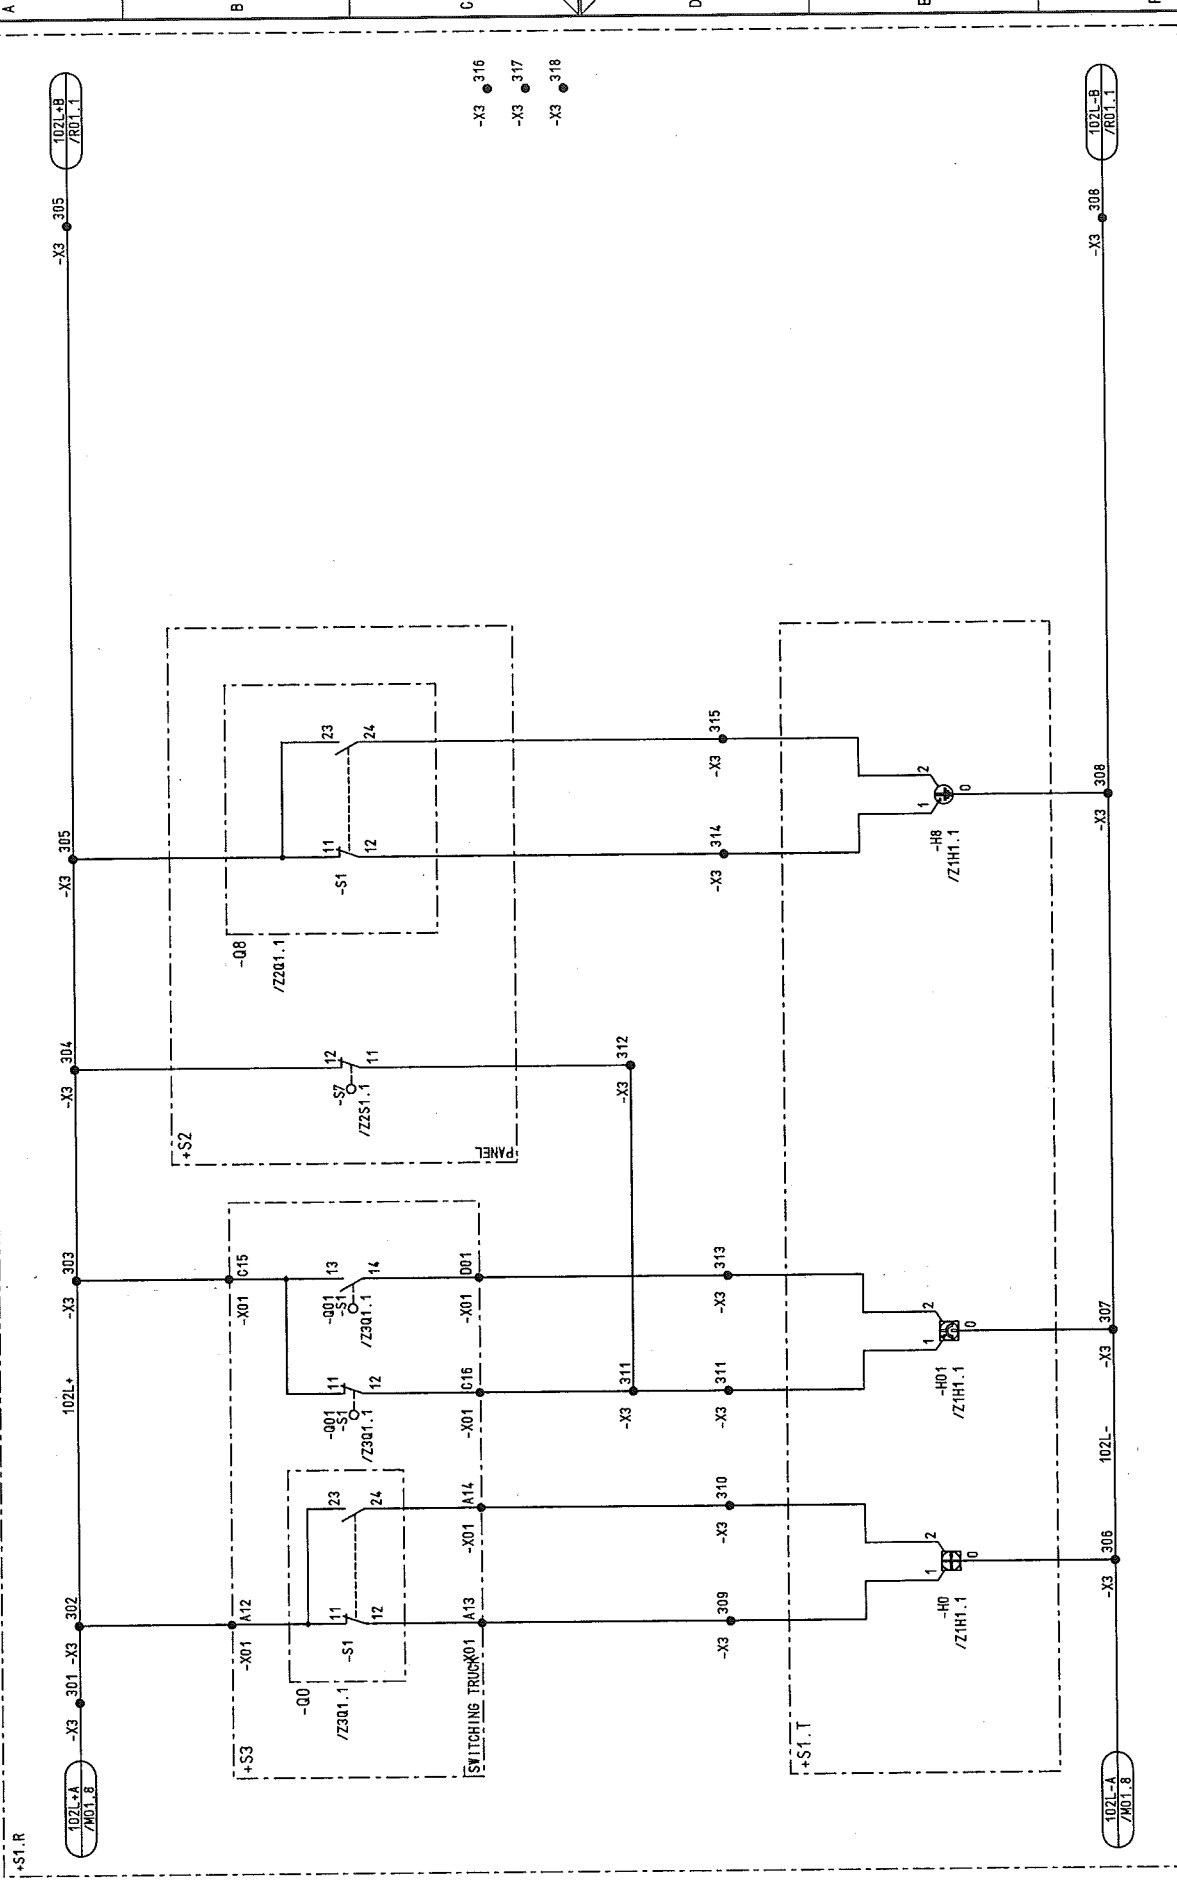 A
B
C
D
E
F
+S1.R
102L+A
/M01.8
-X3 301
-X3 302
102L+
-X3 303
-X3 304
-X3 305
-X3 305
102L+B
/R01.1
-X3 316
-X3 317
-X3 318
+S3
SWITCHING TRUCK
-X01 A12
-Q0
/Z3Q1.1
-S1
11
12
23
24
-X01 A13
-X01 A14
-X01 C15
-Q01
-S1
/Z3Q1.1
11
12
-Q01
-S1
/Z3Q1.1
13
14
-X01 C16
-X01 D01
+S2
PANEL
-S7
/Z2S1.1
12
11
-Q8
/Z2Q1.1
-S1
11
12
23
24
-X3 311
-X3 312
-X3 309
-X3 310
-X3 311
-X3 313
-X3 314
-X3 315
+S1.T
-H0
/Z1H1.1
1
2
0
-H01
/Z1H1.1
1
2
0
-H8
/Z1H1.1
1
2
0
102L-A
/M01.8
-X3 306
102L-
-X3 307
-X3 308
-X3 308
102L-B
/R01.1